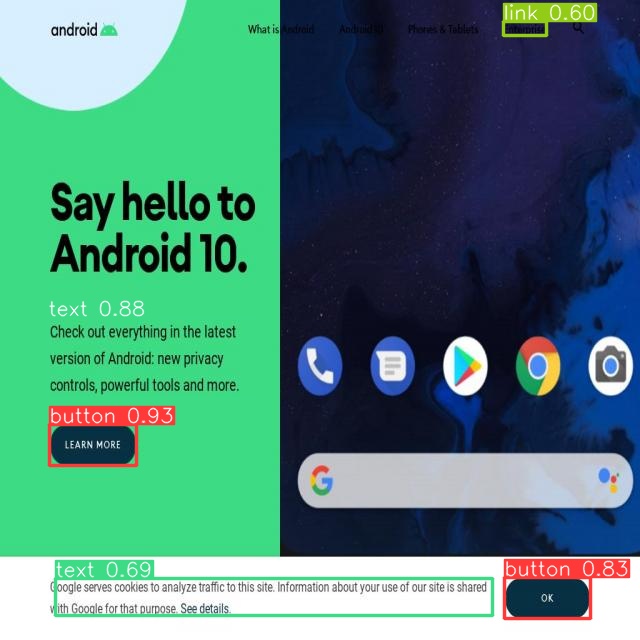 link 0.60
android
What is Android Android 10 Phones & Tablets Enterprise
Say hello to
Android 10.
text 0.88
Check out everything in the latest
version of Android: new privacy
controls, powerful tools and more.
button 0.93
LEARN MORE
G
text 0.69
button 0.83
Google serves cookies to analyze traffic to this site. Information about your use of our site is shared
with Google for that purpose. See details.
OK